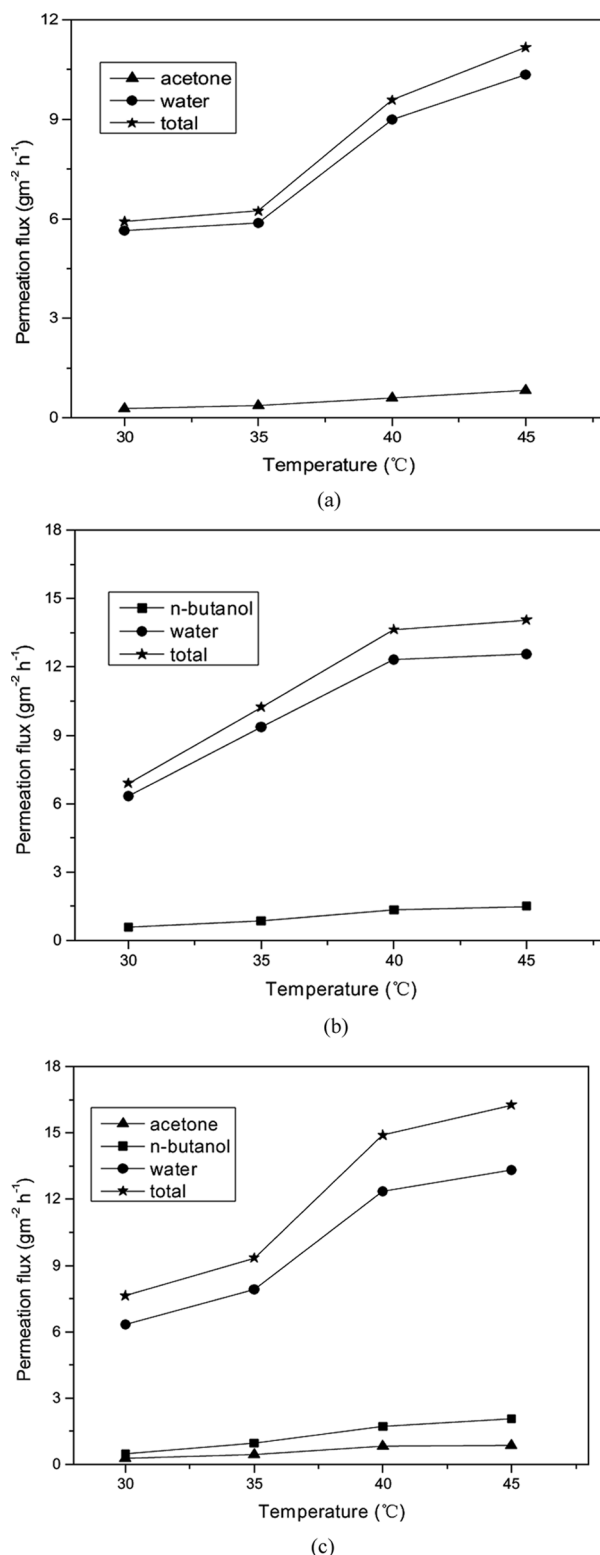 12
9
6
3
0
acetone
water
total
Permeation flux (gm⁻² h⁻¹)
30 35 40 45
Temperature (℃)
(a)
18
15
12
9
6
3
0
n-butanol
water
total
Permeation flux (gm⁻² h⁻¹)
30 35 40 45
Temperature (℃)
(b)
18
15
12
9
6
3
0
acetone
n-butanol
water
total
Permeation flux (gm⁻² h⁻¹)
30 35 40 45
Temperature (℃)
(c)